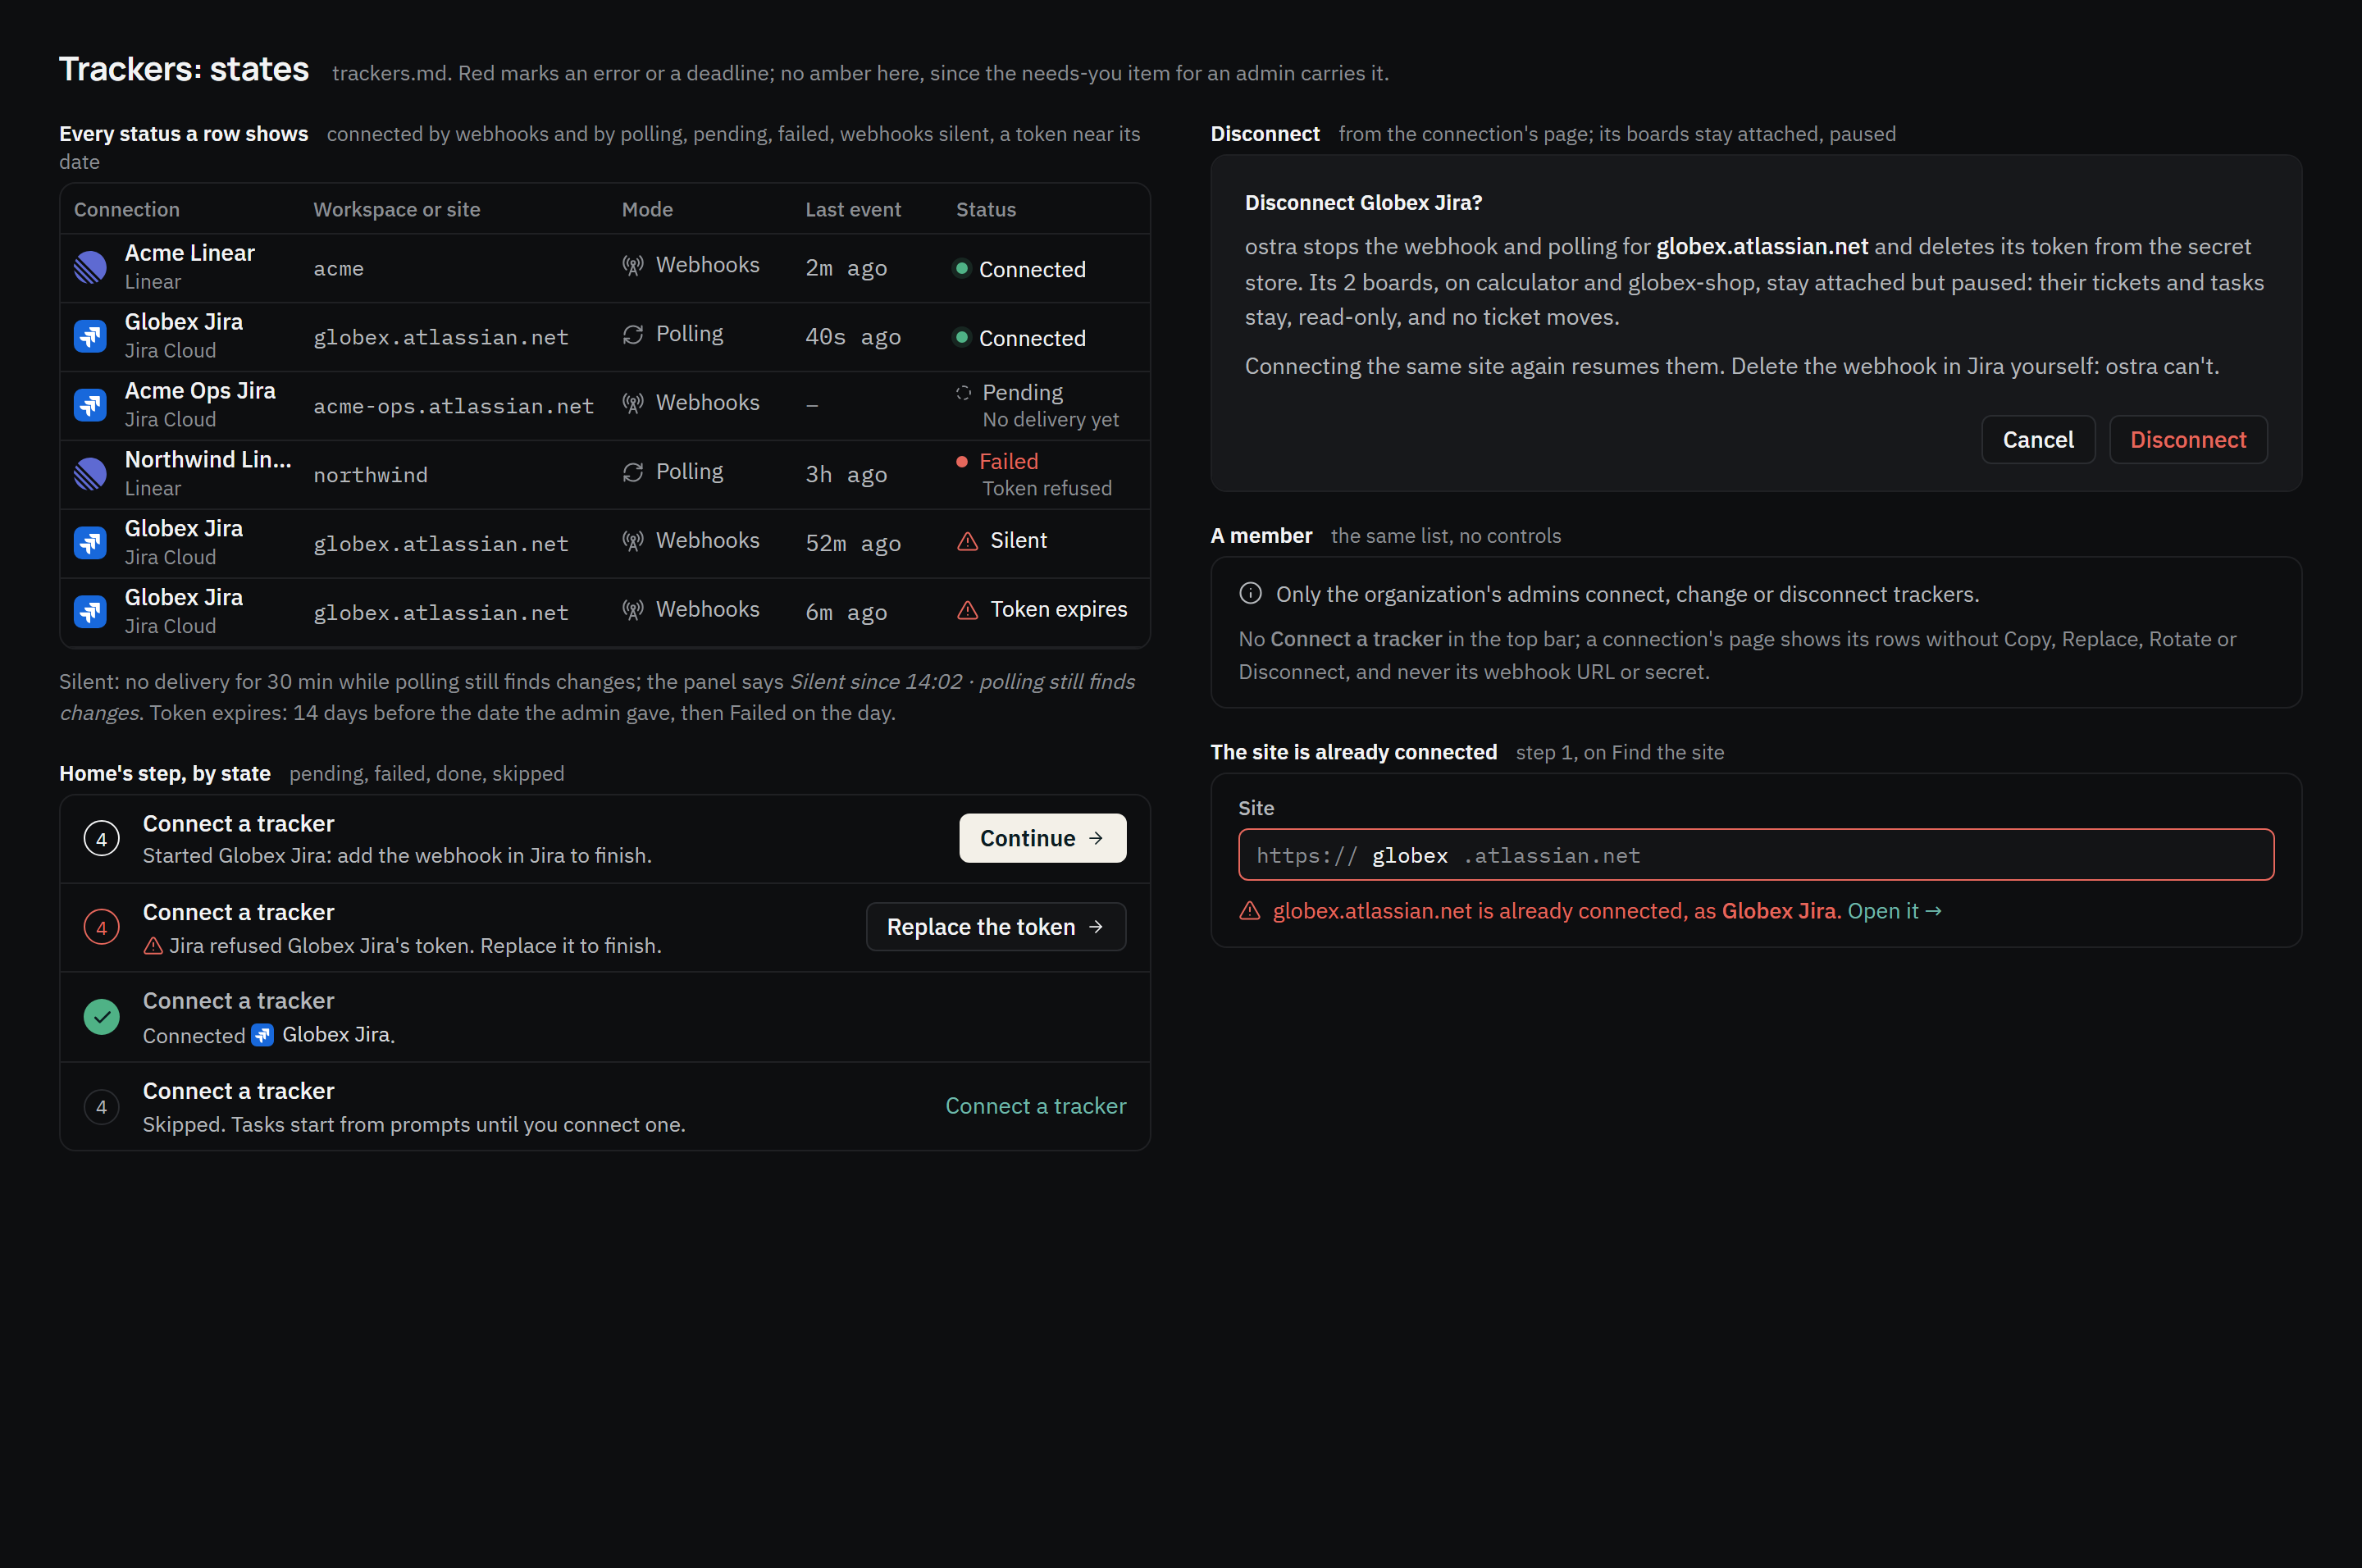 Trackers: states trackers.md. Red marks an error or a deadline; no amber here, since the needs-you item for an admin carries it.
Every status a row shows connected by webhooks and by polling, pending, failed, webhooks silent, a token near its
date
Connection Workspace or site Mode Last event Status
Acme Linear
Linear
acme
Webhooks
2m ago
Connected
Globex Jira
Jira Cloud
globex.atlassian.net
Polling
40s ago
Connected
Acme Ops Jira
Jira Cloud
acme-ops.atlassian.net
Webhooks
–
Pending
No delivery yet
Northwind Lin...
Linear
northwind
Polling
3h ago
Failed
Token refused
Globex Jira
Jira Cloud
globex.atlassian.net
Webhooks
52m ago
Silent
Globex Jira
Jira Cloud
globex.atlassian.net
Webhooks
6m ago
Token expires
Silent: no delivery for 30 min while polling still finds changes; the panel says Silent since 14:02 · polling still finds
changes. Token expires: 14 days before the date the admin gave, then Failed on the day.
Home's step, by state pending, failed, done, skipped
4
Connect a tracker
Started Globex Jira: add the webhook in Jira to finish.
Continue →
4
Connect a tracker
Jira refused Globex Jira's token. Replace it to finish.
Replace the token →
Connect a tracker
Connected Globex Jira.
4
Connect a tracker
Skipped. Tasks start from prompts until you connect one.
Connect a tracker
Disconnect from the connection's page; its boards stay attached, paused
Disconnect Globex Jira?
ostra stops the webhook and polling for globex.atlassian.net and deletes its token from the secret
store. Its 2 boards, on calculator and globex-shop, stay attached but paused: their tickets and tasks
stay, read-only, and no ticket moves.
Connecting the same site again resumes them. Delete the webhook in Jira yourself: ostra can't.
Cancel Disconnect
A member the same list, no controls
Only the organization's admins connect, change or disconnect trackers.
No Connect a tracker in the top bar; a connection's page shows its rows without Copy, Replace, Rotate or
Disconnect, and never its webhook URL or secret.
The site is already connected step 1, on Find the site
Site
https:// globex .atlassian.net
globex.atlassian.net is already connected, as Globex Jira. Open it →